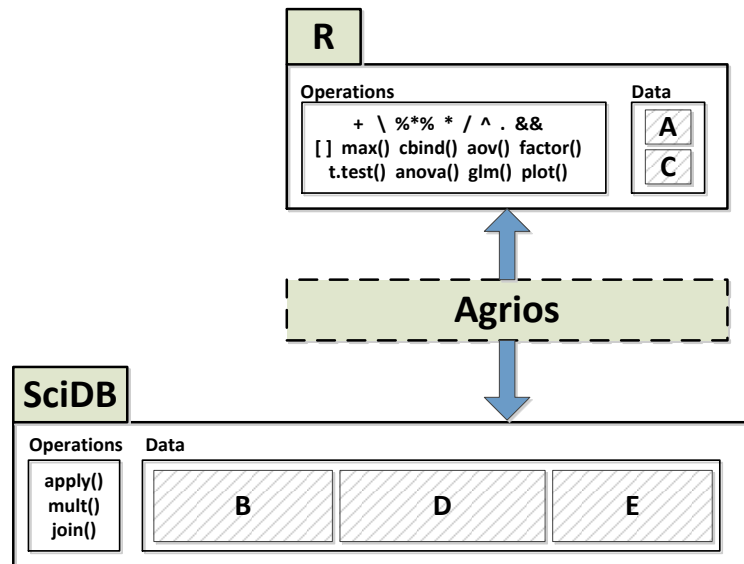 R
Operations
+ \ %*% * / ^ . &&
[ ] max() cbind() aov() factor()
t.test() anova() glm() plot()
Data
A
C
Agrios
SciDB
Operations
apply()
mult()
join()
Data
B
D
E